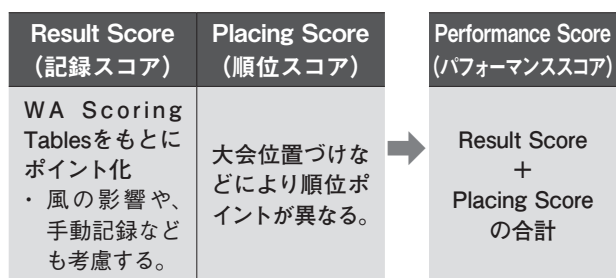 Result Score
(記録スコア)
WA Scoring
Tablesをもとに
ポイント化
・風の影響や、
手動記録など
も考慮する。
Placing Score
(順位スコア)
大会位置づけな
どにより順位ポ
イントが異なる。
Performance Score
(パフォーマンススコア)
Result Score
+
Placing Score
の合計